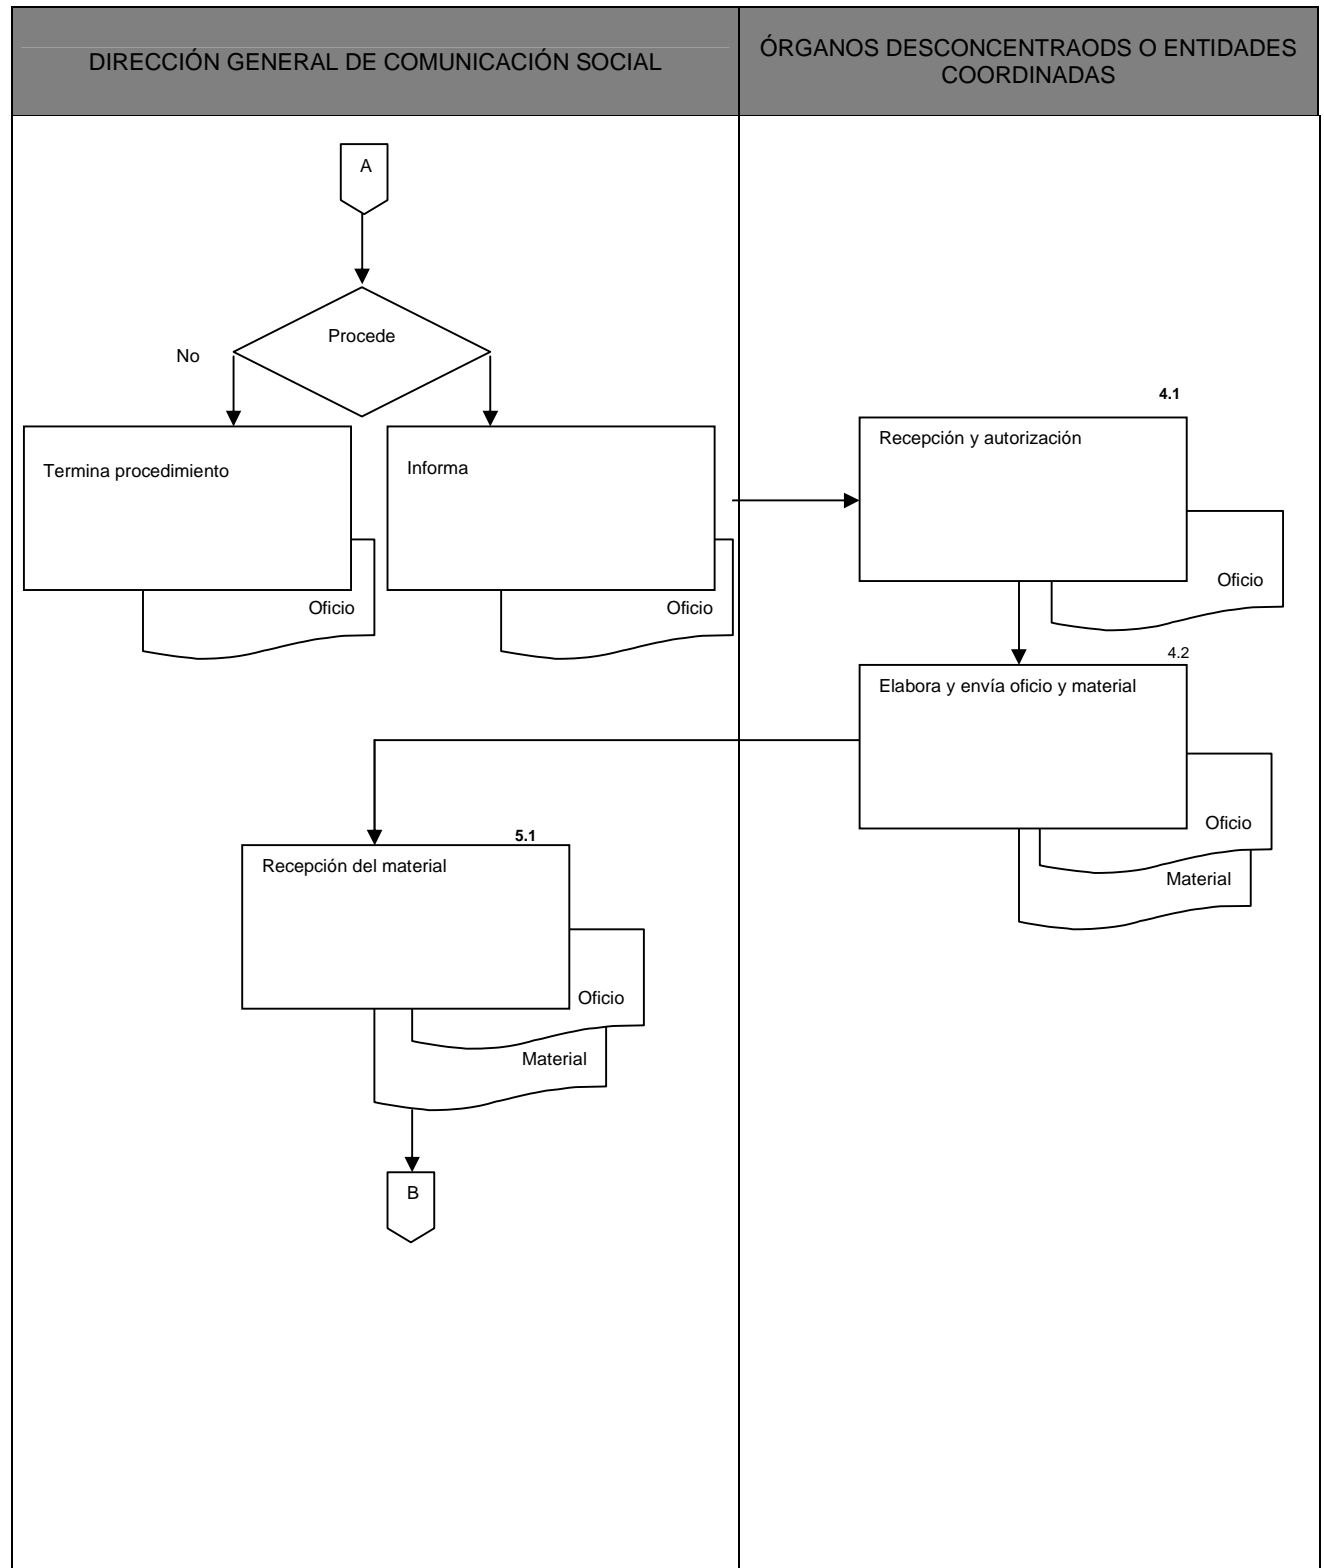 DIRECCIÓN GENERAL DE COMUNICACIÓN SOCIAL
ÓRGANOS DESCONCENTRAODS O ENTIDADES
COORDINADAS
A
Procede
No
Termina procedimiento
Oficio
Informa
Oficio
4.1
Recepción y autorización
Oficio
4.2
Elabora y envía oficio y material
Oficio
Material
5.1
Recepción del material
Oficio
Material
B